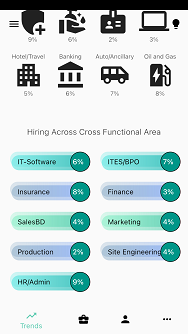 9% 6% 2% 3%
Hotel/Travel Banking Auto/Ancillary Oil and Gas
5% 6% 7% 8%
Hiring Across Cross Functional Area
IT-Software 6% ITES/BPO 7%
Insurance 8% Finance 3%
SalesBD 4% Marketing 4%
Production 2% Site Engineering 4%
HR/Admin 9%
Trends